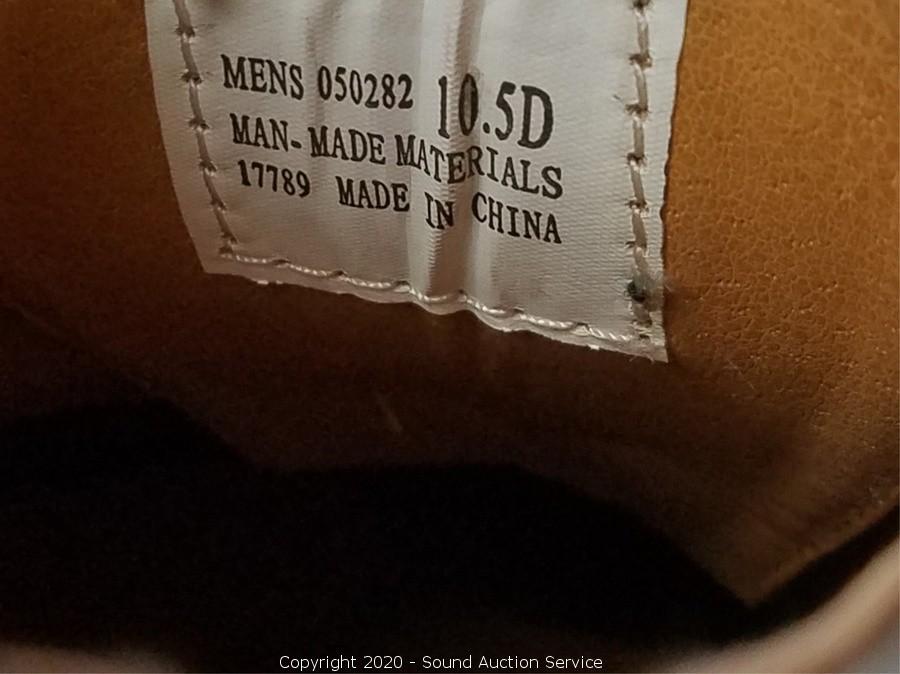 MENS 050282 10.5D
MAN-MADE MATERIALS
17789 MADE IN CHINA
Copyright 2020 - Sound Auction Service